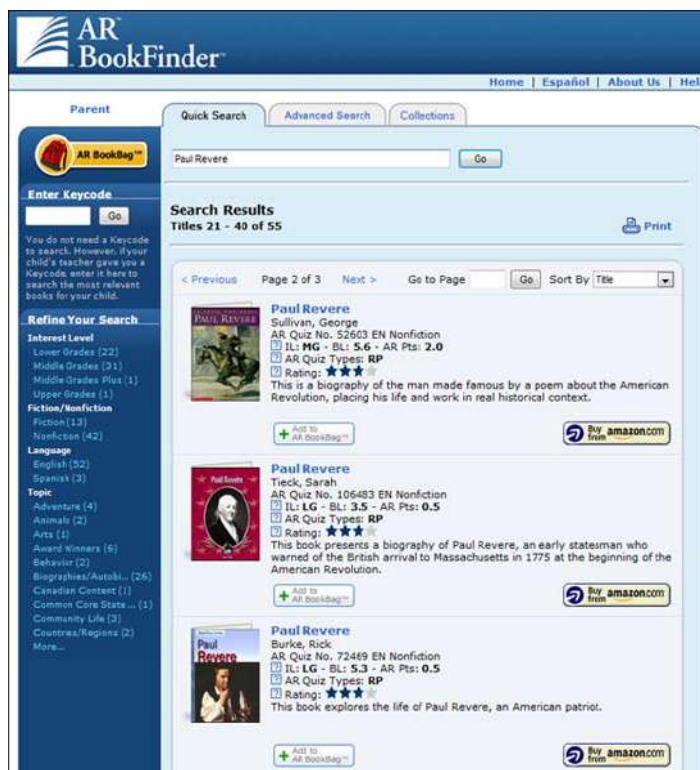 AR
BookFinder™
Home | Español | About Us | Hel
Parent
Quick Search
Advanced Search
Collections
AR BookBag™
Paul Revere
Go
Enter Keycode
Go
You do not need a Keycode
to search. However, if your
child's teacher gave you a
Keycode, enter it here to
search the most relevant
books for your child.
Search Results
Titles 21 - 40 of 55
Print
Refine Your Search
Interest Level
Lower Grades (22)
Middle Grades (31)
Middle Grades Plus (1)
Upper Grades (1)
Fiction/Nonfiction
Fiction (13)
Nonfiction (42)
Language
English (52)
Spanish (3)
Topic
Adventure (4)
Animals (2)
Arts (1)
Award Winners (6)
Behavior (2)
Biographies/Autobi... (26)
Canadian Content (1)
Common Core State ... (1)
Community Life (3)
Countries/Regions (2)
More...
< Previous Page 2 of 3 Next > Go to Page Go Sort By Title
PAUL REVERE
Paul Revere
Sullivan, George
AR Quiz No. 52603 EN Nonfiction
? IL: MG - BL: 5.6 - AR Pts: 2.0
? AR Quiz Types: RP
? Rating:
This is a biography of the man made famous by a poem about the American
Revolution, placing his life and work in real historical context.
+ Add to
AR BookBag™
Buy from amazon.com
Paul Revere
Paul Revere
Tieck, Sarah
AR Quiz No. 106483 EN Nonfiction
? IL: LG - BL: 3.5 - AR Pts: 0.5
? AR Quiz Types: RP
? Rating:
This book presents a biography of Paul Revere, an early statesman who
warned of the British arrival to Massachusetts in 1775 at the beginning of the
American Revolution.
+ Add to
AR BookBag™
Buy from amazon.com
Paul
Revere
Paul Revere
Burke, Rick
AR Quiz No. 72469 EN Nonfiction
? IL: LG - BL: 5.3 - AR Pts: 0.5
? AR Quiz Types: RP
? Rating:
This book explores the life of Paul Revere, an American patriot.
+ Add to
AR BookBag™
Buy from amazon.com